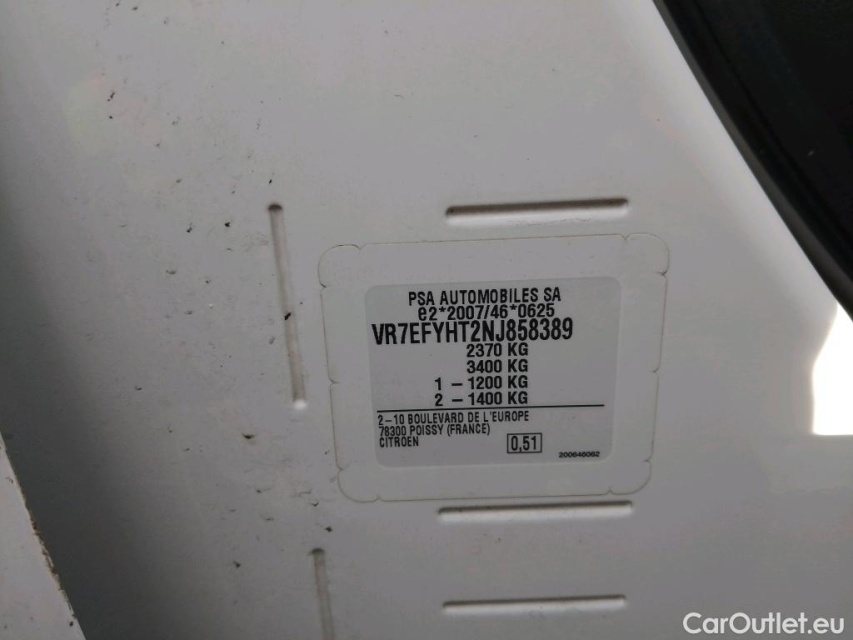 PSA AUTOMOBILES SA
e2*2007/46*0625
VR7EFYHT2NJ858389
2370 KG
3400 KG
1 - 1200 KG
2 - 1400 KG
2-10 BOULEVARD DE L'EUROPE
78300 POISSY (FRANCE)
CITROEN
0,51
200646062
CarOutlet.eu